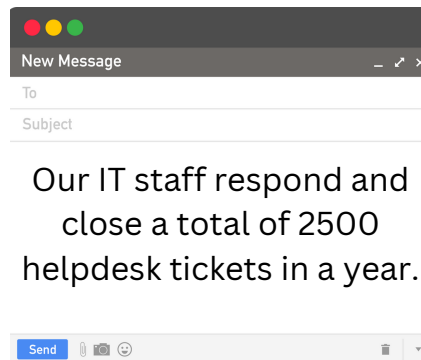 New Message
To
Subject
Our IT staff respond and
close a total of 2500
helpdesk tickets in a year.
Send